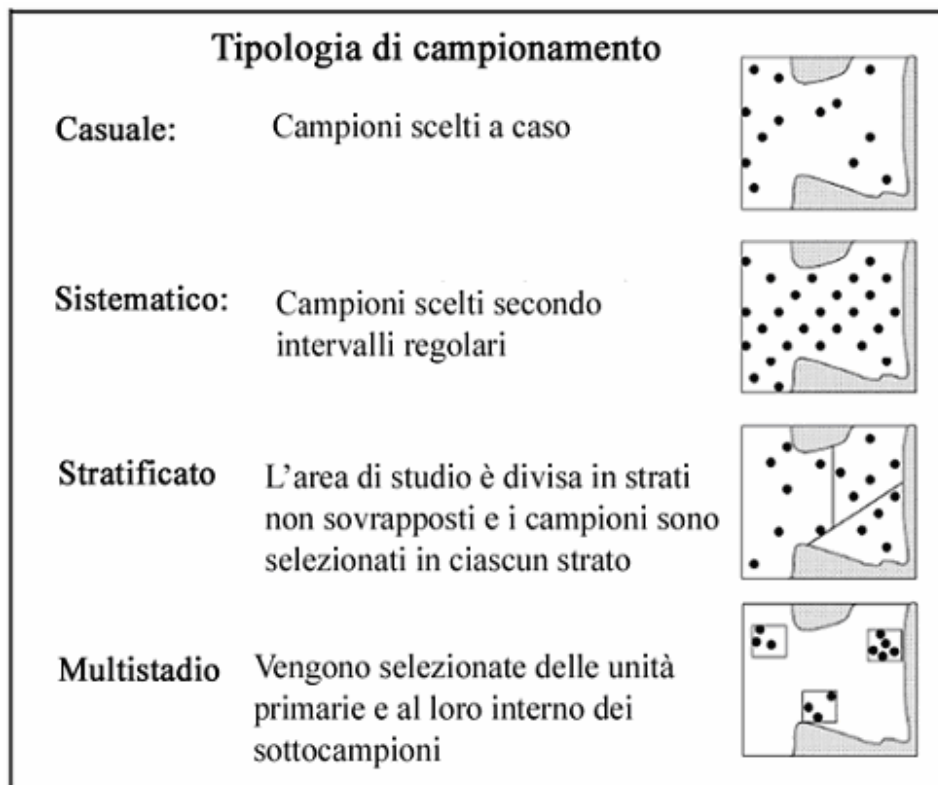 Tipologia di campionamento
Casuale: Campioni scelti a caso
Sistematico: Campioni scelti secondo
intervalli regolari
Stratificato L'area di studio è divisa in strati
non sovrapposti e i campioni sono
selezionati in ciascun strato
Multistadio Vengono selezionate delle unità
primarie e al loro interno dei
sottocampioni